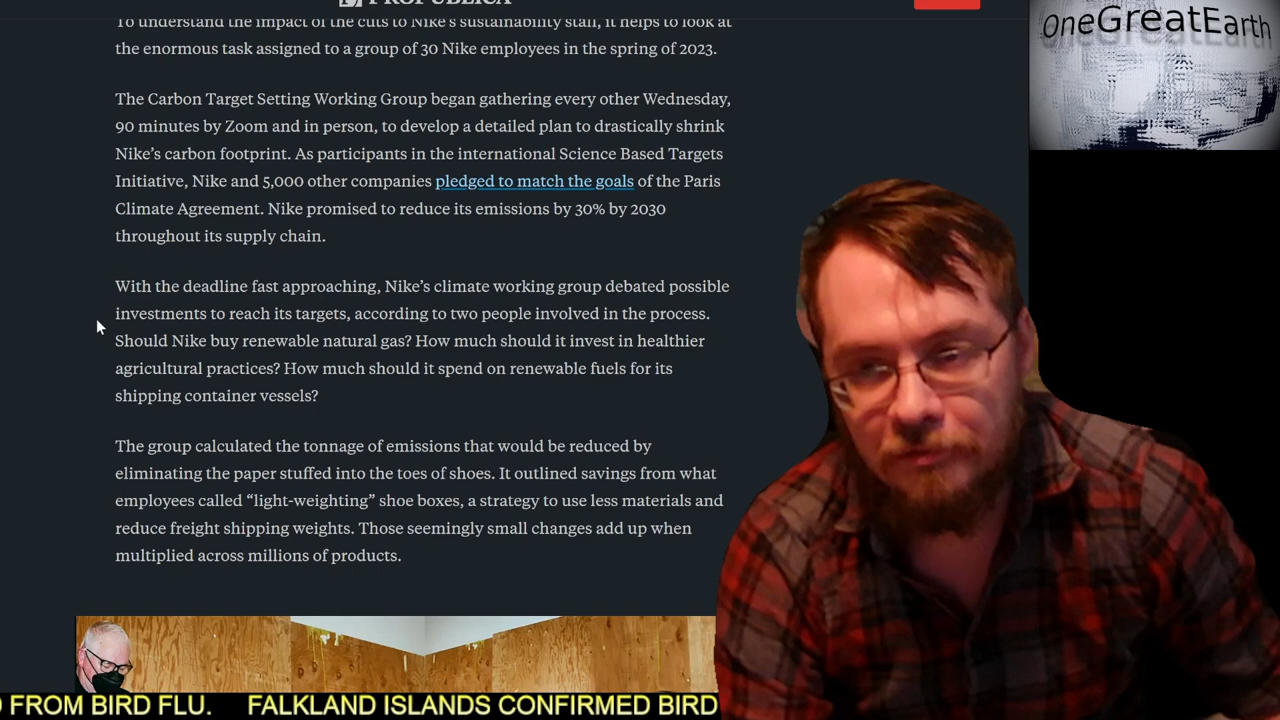 PROPUBLICA
To understand the impact of the cuts to Nike's sustainability staff, it helps to look at
the enormous task assigned to a group of 30 Nike employees in the spring of 2023.
The Carbon Target Setting Working Group began gathering every other Wednesday,
90 minutes by Zoom and in person, to develop a detailed plan to drastically shrink
Nike’s carbon footprint. As participants in the international Science Based Targets
Initiative, Nike and 5,000 other companies pledged to match the goals of the Paris
Climate Agreement. Nike promised to reduce its emissions by 30% by 2030
throughout its supply chain.
With the deadline fast approaching, Nike’s climate working group debated possible
investments to reach its targets, according to two people involved in the process.
Should Nike buy renewable natural gas? How much should it invest in healthier
agricultural practices? How much should it spend on renewable fuels for its
shipping container vessels?
The group calculated the tonnage of emissions that would be reduced by
eliminating the paper stuffed into the toes of shoes. It outlined savings from what
employees called “light-weighting” shoe boxes, a strategy to use less materials and
reduce freight shipping weights. Those seemingly small changes add up when
multiplied across millions of products.
OneGreatEarth
FROM BIRD FLU. FALKLAND ISLANDS CONFIRMED BIRD